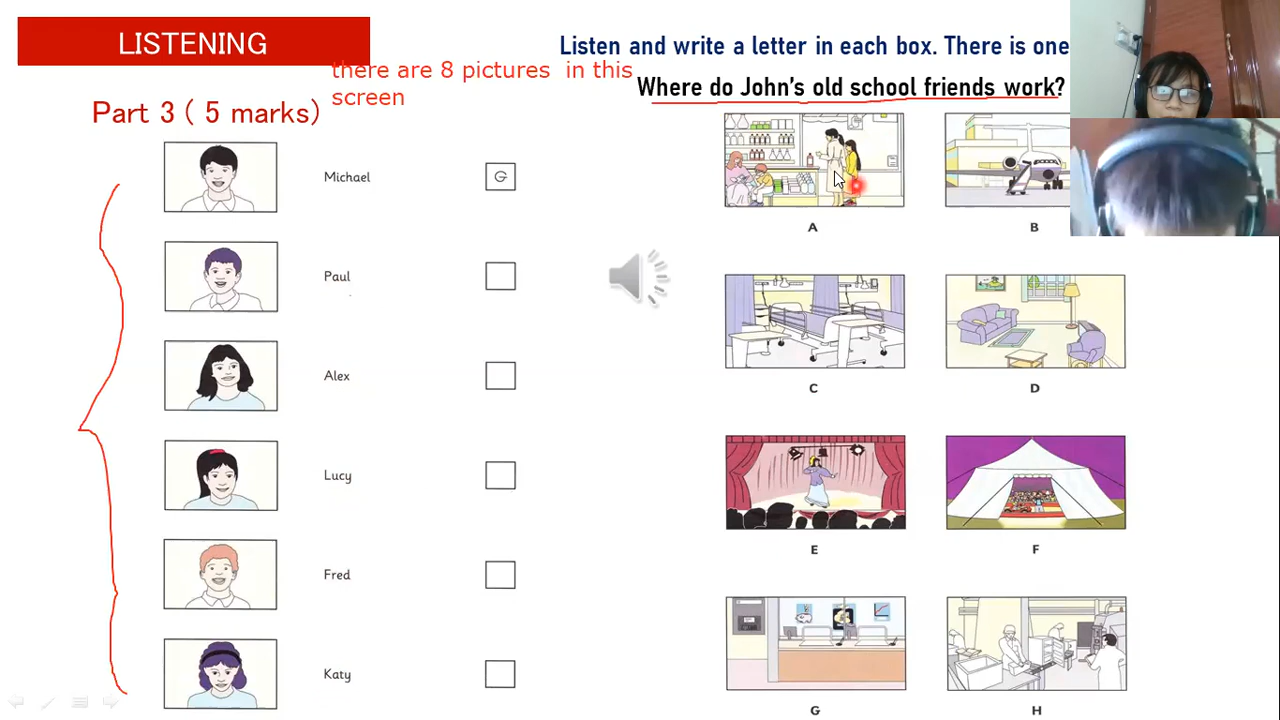 LISTENING
Listen and write a letter in each box. There is one
there are 8 pictures in this
screen
Where do John's old school friends work?
Part 3 ( 5 marks)
Michael
G
Paul
Alex
Lucy
Fred
Katy
A
B
C
D
E
F
G
H